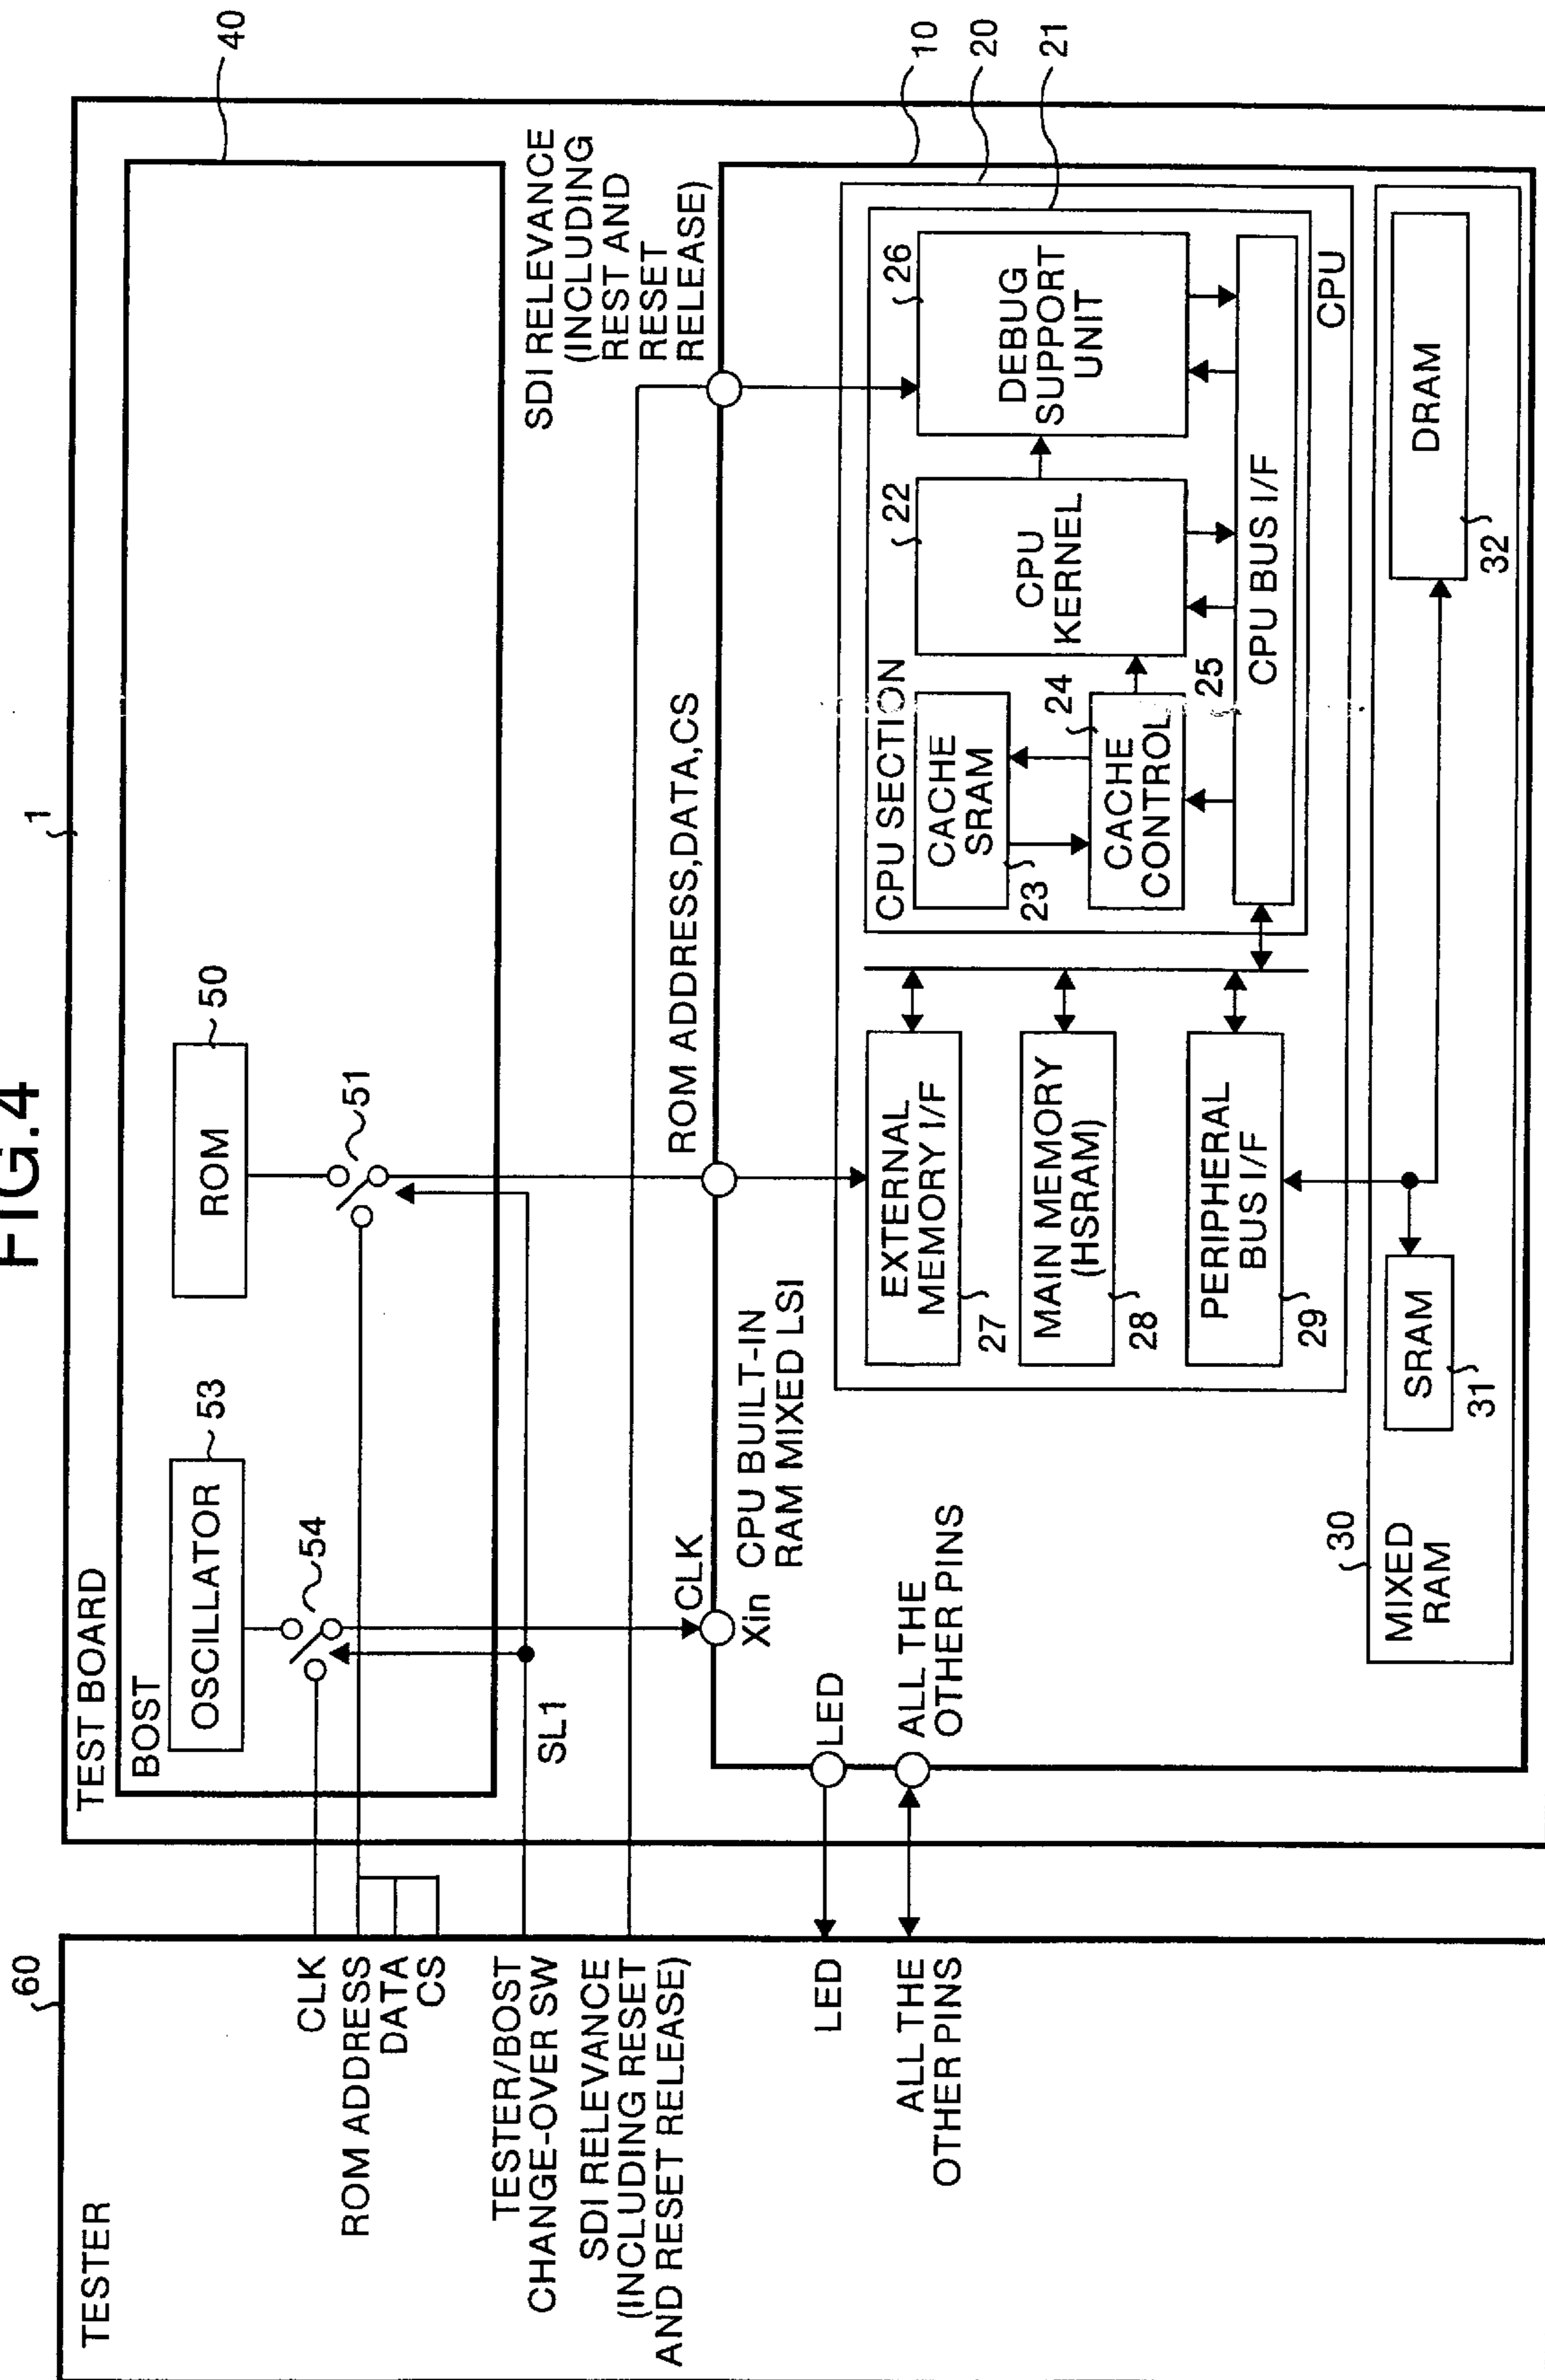 FIG.4
1
40
60
TESTER
CLK
ROM ADDRESS
DATA
CS
TESTER/BOST
CHANGE-OVER SW
SDI RELEVANCE
(INCLUDING RESET
AND RESET RELEASE)
LED
ALL THE
OTHER PINS
TEST BOARD
BOST
OSCILLATOR
53
54
ROM
50
51
SL1
SDI RELEVANCE
(INCLUDING
REST AND
RESET
RELEASE)
ROM ADDRESS,DATA,CS
CLK
Xin
CPU BUILT-IN
RAM MIXED LSI
LED
ALL THE
OTHER PINS
10
20
21
EXTERNAL
MEMORY I/F
27
MAIN MEMORY
(HSRAM)
28
PERIPHERAL
BUS I/F
29
CPU SECTION
CACHE
SRAM
23
24
CACHE
CONTROL
25
22
CPU
KERNEL
26
DEBUG
SUPPORT
UNIT
CPU BUS I/F
CPU
30
MIXED
RAM
SRAM
31
DRAM
32